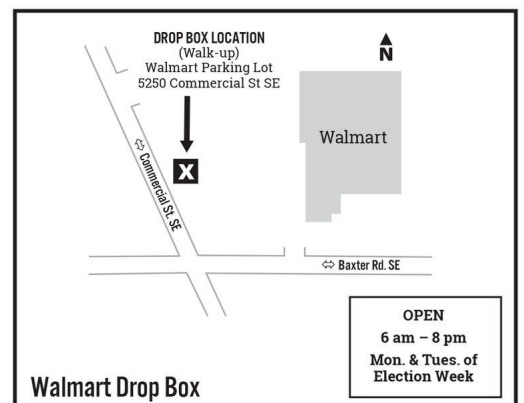 DROP BOX LOCATION
(Walk-up)
Walmart Parking Lot
5250 Commercial St SE
N
Walmart
X
⇔ Commercial St. SE
⇔ Baxter Rd. SE
OPEN
6 am – 8 pm
Mon. & Tues. of
Election Week
Walmart Drop Box